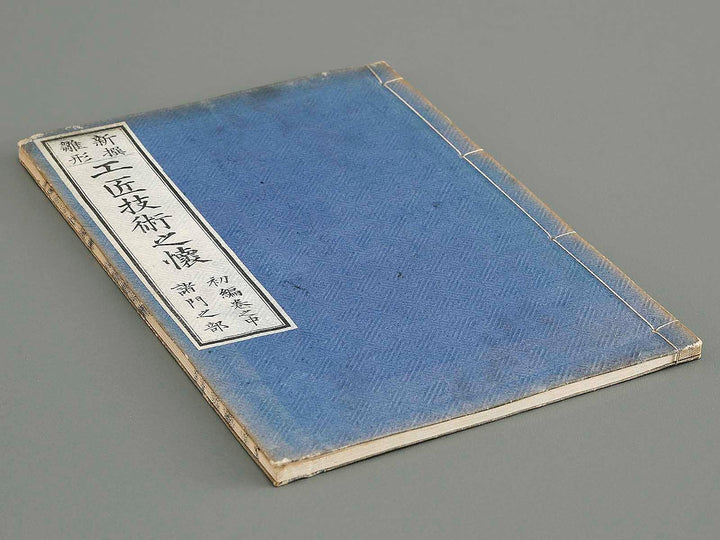 新撰
雛形
工匠技術之懐
初編巻之中
諸門之部